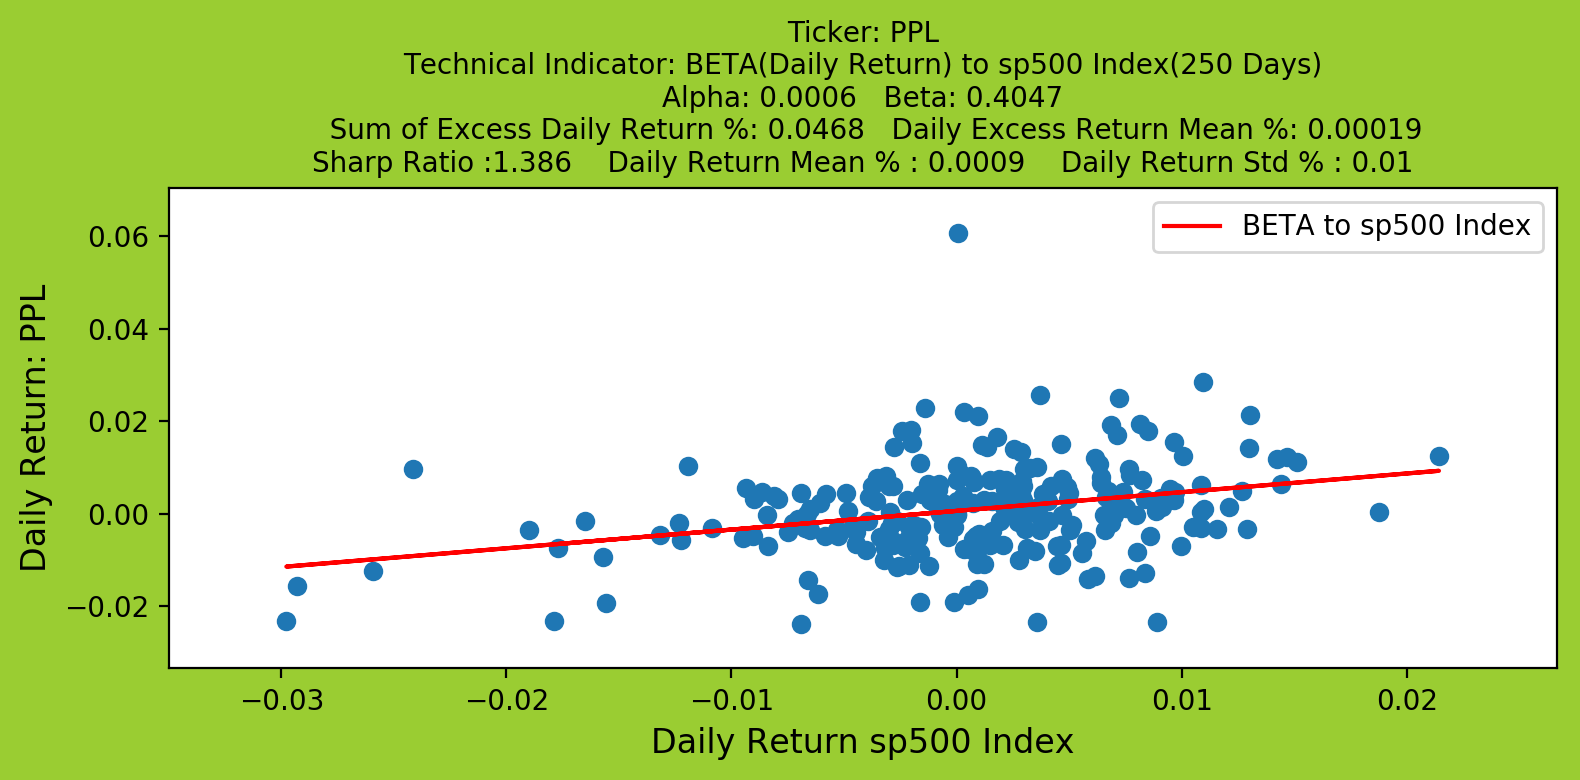 Ticker: PPL
Technical Indicator: BETA(Daily Return) to sp500 Index(250 Days)
Alpha: 0.0006   Beta: 0.4047
Sum of Excess Daily Return %: 0.0468   Daily Excess Return Mean %: 0.00019
Sharp Ratio :1.386    Daily Return Mean % : 0.0009    Daily Return Std % : 0.01
BETA to sp500 Index
Daily Return: PPL
0.06
0.04
0.02
0.00
−0.02
−0.03
−0.02
−0.01
0.00
0.01
0.02
Daily Return sp500 Index